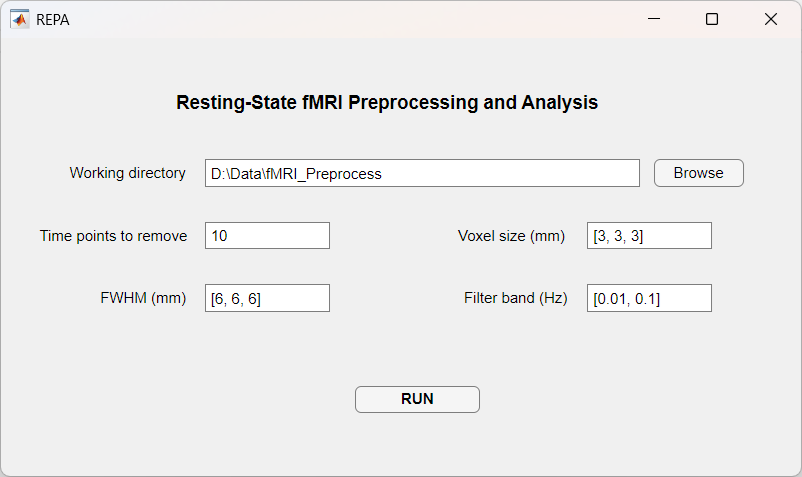 REPA
Resting-State fMRI Preprocessing and Analysis
Working directory D:\Data\fMRI_Preprocess Browse
Time points to remove 10 Voxel size (mm) [3, 3, 3]
FWHM (mm) [6, 6, 6] Filter band (Hz) [0.01, 0.1]
RUN